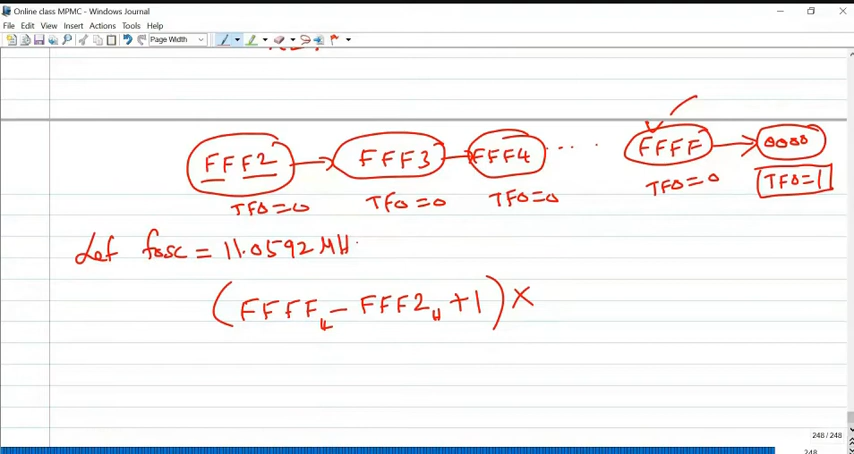 Online class MPMC - Windows Journal
File Edit View Insert Actions Tools Help
Page Width
FFF2 → FFF3 → FFF4 ... FFFF → 0000
TF0=0 TF0=0 TF0=0 TF0=0 TF0=1
Let fosc = 11.0592 MH
(FFFFH - FFF2H +1) X
248 / 248
248